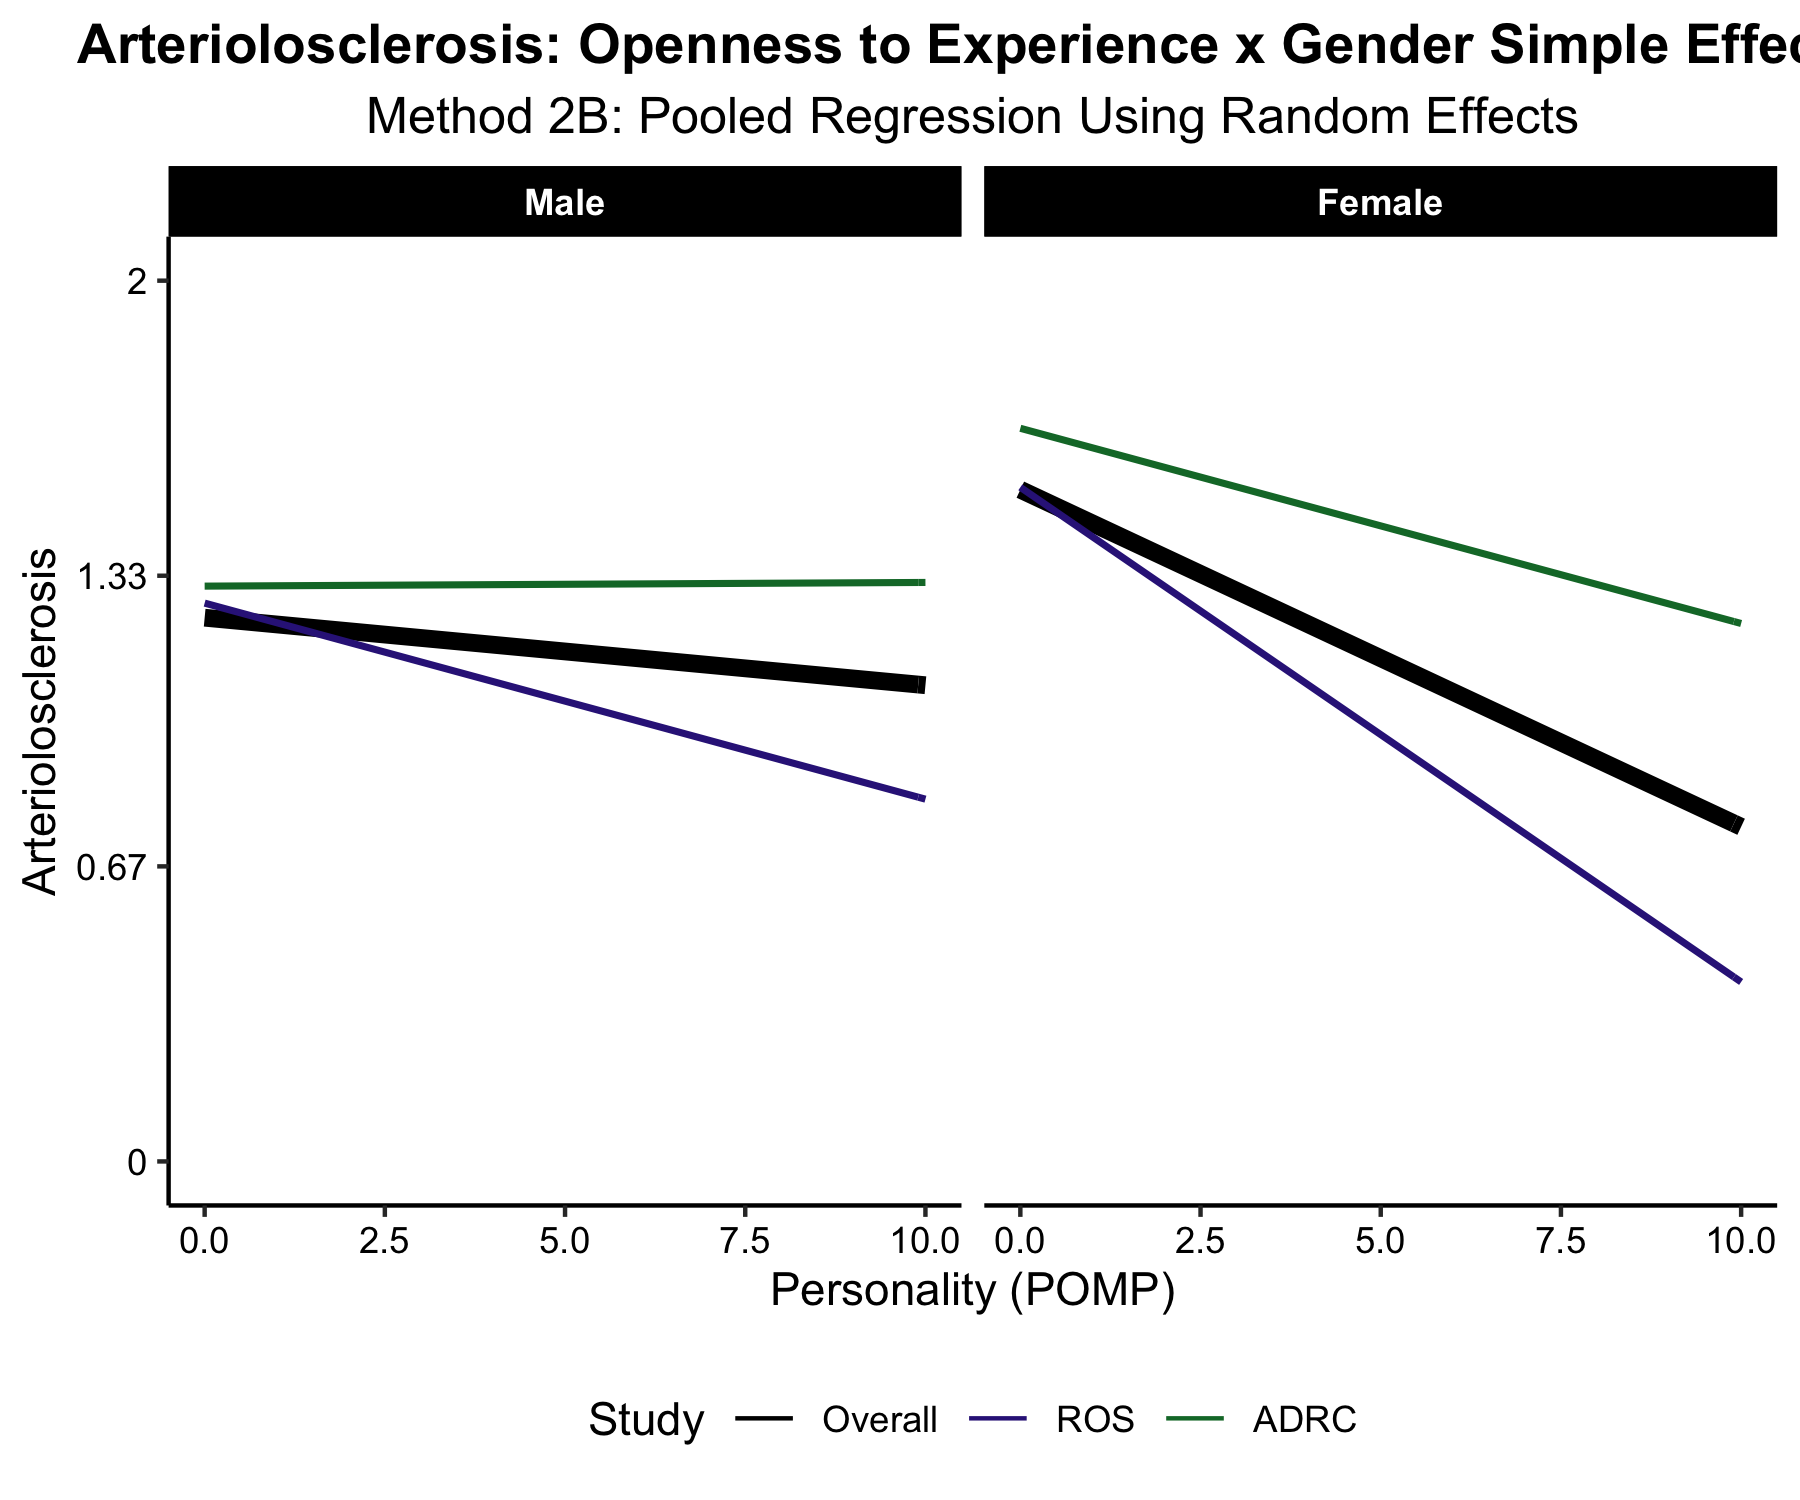 Arteriolosclerosis: Openness to Experience x Gender Simple Effec
Method 2B: Pooled Regression Using Random Effects
Male
Female
Arteriolosclerosis
2
1.33
0.67
0
0.0 2.5 5.0 7.5 10.0
0.0 2.5 5.0 7.5 10.0
Personality (POMP)
Study Overall ROS ADRC